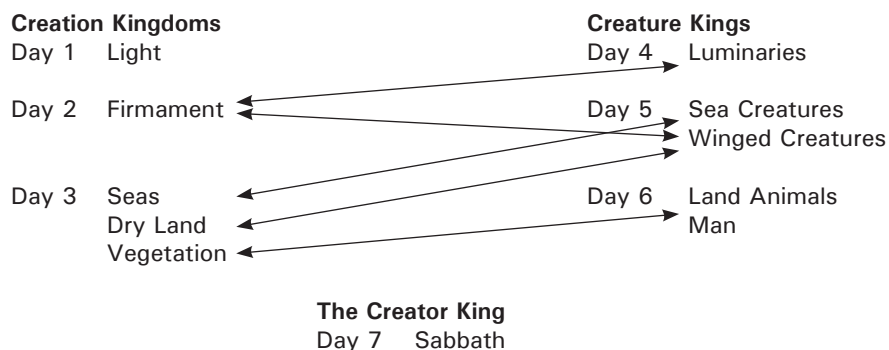 Creation Kingdoms Creature Kings
Day 1 Light Day 4 Luminaries
Day 2 Firmament Day 5 Sea Creatures
Winged Creatures
Day 3 Seas Day 6 Land Animals
Dry Land Man
Vegetation
The Creator King
Day 7 Sabbath